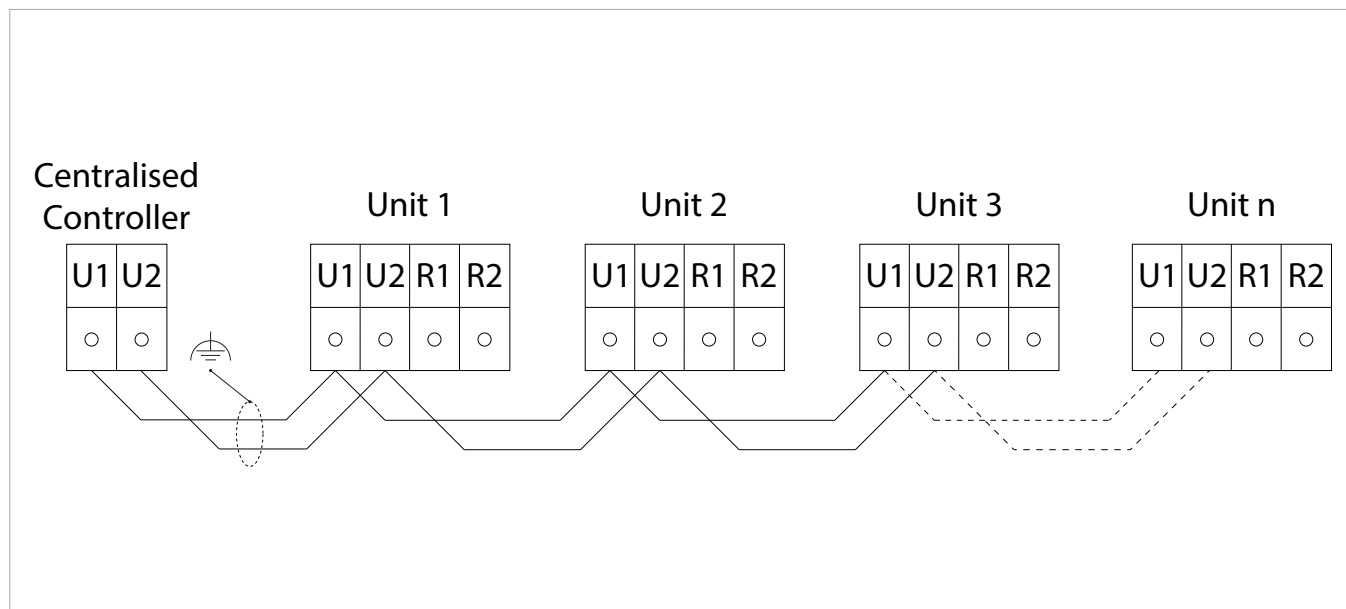 Centralised
Controller
Unit 1
Unit 2
Unit 3
Unit n
U1 U2
U1 U2 R1 R2
U1 U2 R1 R2
U1 U2 R1 R2
U1 U2 R1 R2